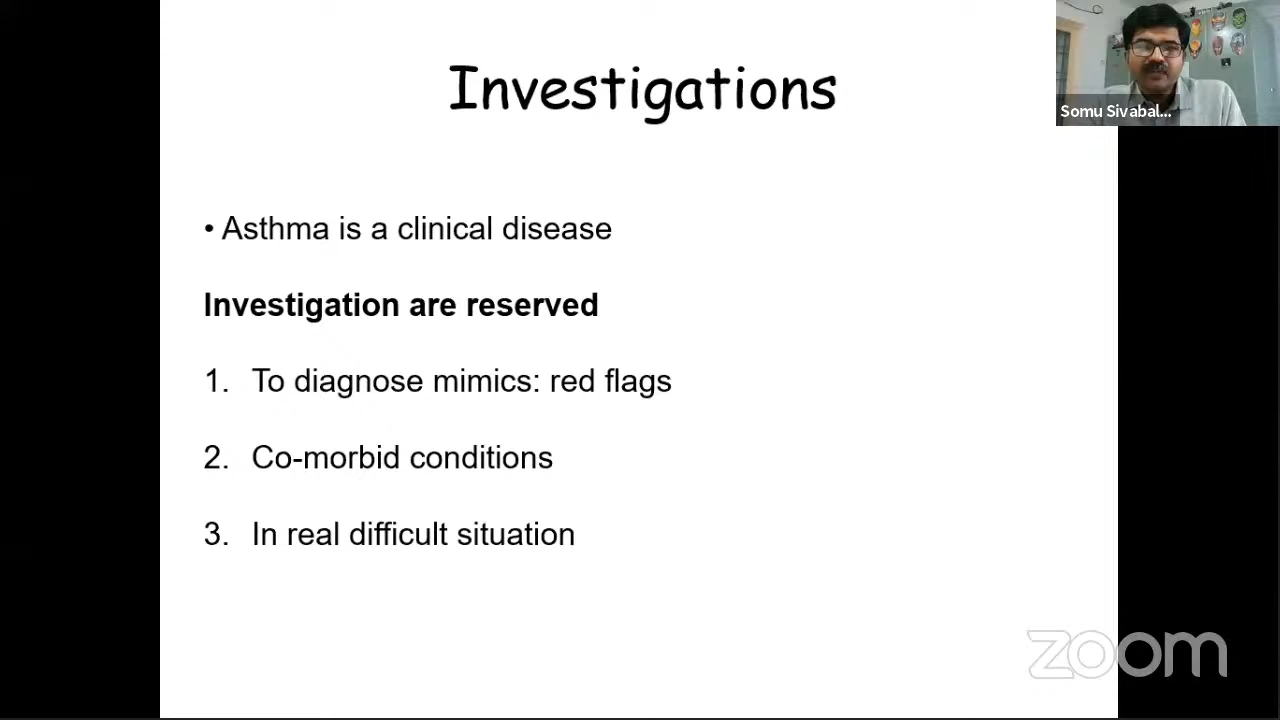 Investigations
Somu Sivabal...
• Asthma is a clinical disease
Investigation are reserved
1. To diagnose mimics: red flags
2. Co-morbid conditions
3. In real difficult situation
zoom